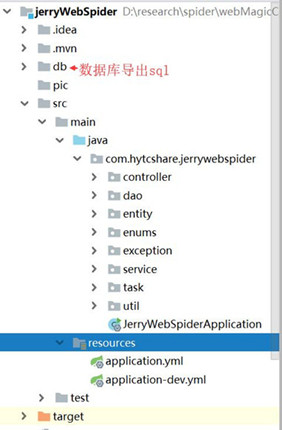 jerryWebSpider D:\research\spider\webMagicC
.idea
.mvn
db 数据库导出sql
pic
src
main
java
com.hytcshare.jerrywebspider
controller
dao
entity
enums
exception
service
task
util
JerryWebSpiderApplication
resources
application.yml
application-dev.yml
test
target